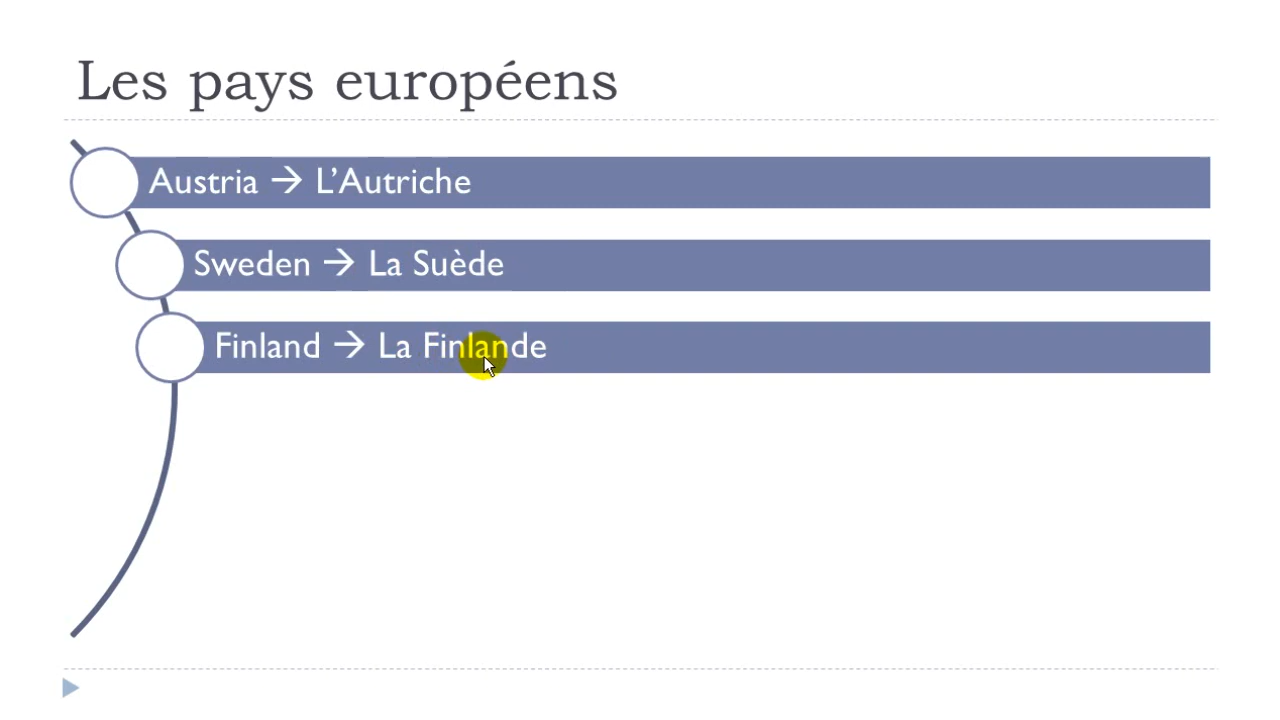 Les pays européens
Austria → L’Autriche
Sweden → La Suède
Finland → La Finlande